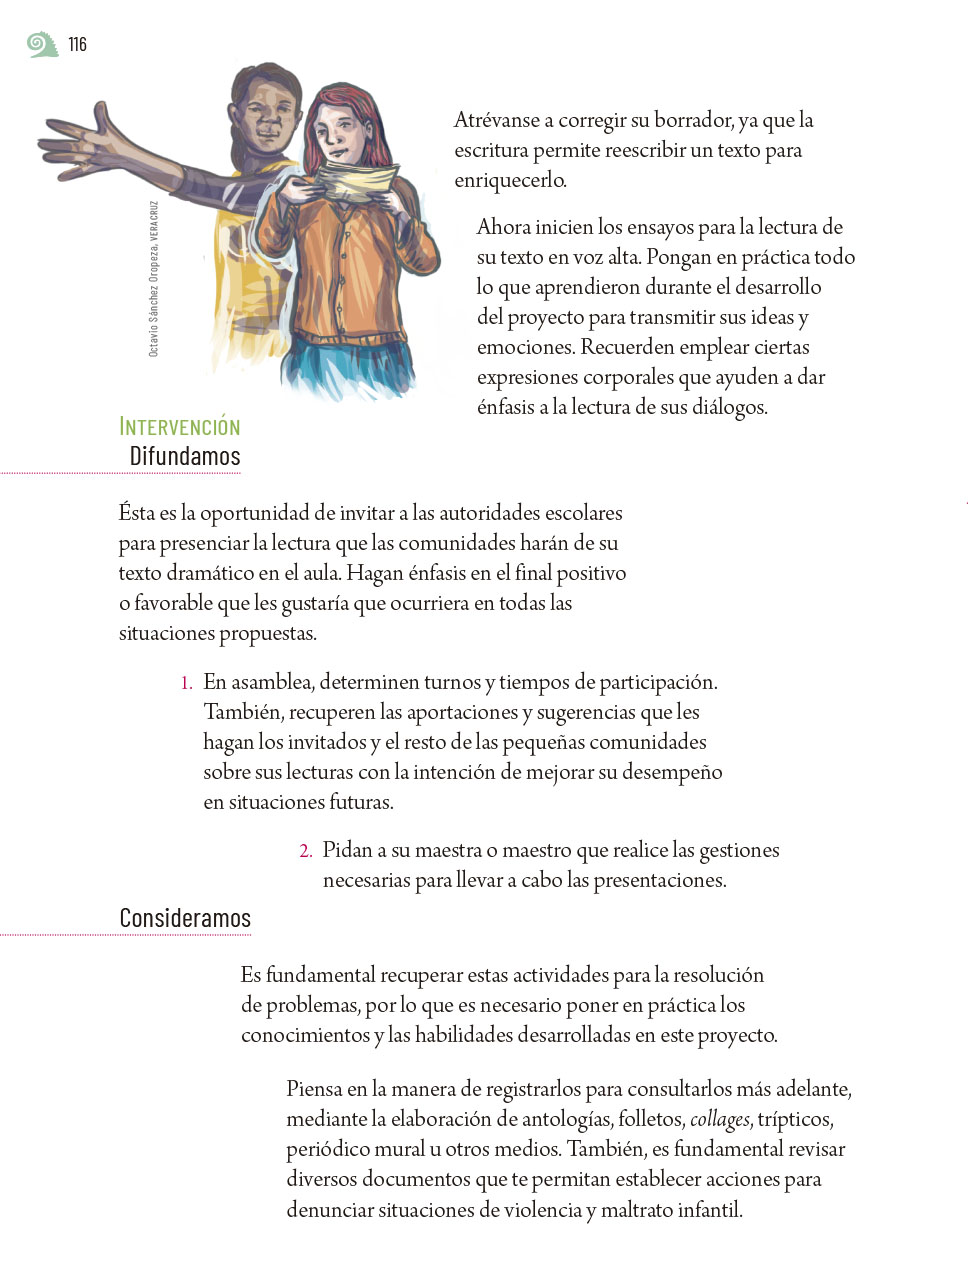 116
Atrévanse a corregir su borrador, ya que la
escritura permite reescribir un texto para
enriquecerlo.
Ahora inicien los ensayos para la lectura de
su texto en voz alta. Pongan en práctica todo
lo que aprendieron durante el desarrollo
del proyecto para transmitir sus ideas y
emociones. Recuerden emplear ciertas
expresiones corporales que ayuden a dar
énfasis a la lectura de sus diálogos.
Octavio Sánchez Oropeza, VERACRUZ
INTERVENCIÓN
Difundamos
Ésta es la oportunidad de invitar a las autoridades escolares
para presenciar la lectura que las comunidades harán de su
texto dramático en el aula. Hagan énfasis en el final positivo
o favorable que les gustaría que ocurriera en todas las
situaciones propuestas.
1. En asamblea, determinen turnos y tiempos de participación.
También, recuperen las aportaciones y sugerencias que les
hagan los invitados y el resto de las pequeñas comunidades
sobre sus lecturas con la intención de mejorar su desempeño
en situaciones futuras.
2. Pidan a su maestra o maestro que realice las gestiones
necesarias para llevar a cabo las presentaciones.
Consideramos
Es fundamental recuperar estas actividades para la resolución
de problemas, por lo que es necesario poner en práctica los
conocimientos y las habilidades desarrolladas en este proyecto.
Piensa en la manera de registrarlos para consultarlos más adelante,
mediante la elaboración de antologías, folletos, collages, trípticos,
periódico mural u otros medios. También, es fundamental revisar
diversos documentos que te permitan establecer acciones para
denunciar situaciones de violencia y maltrato infantil.